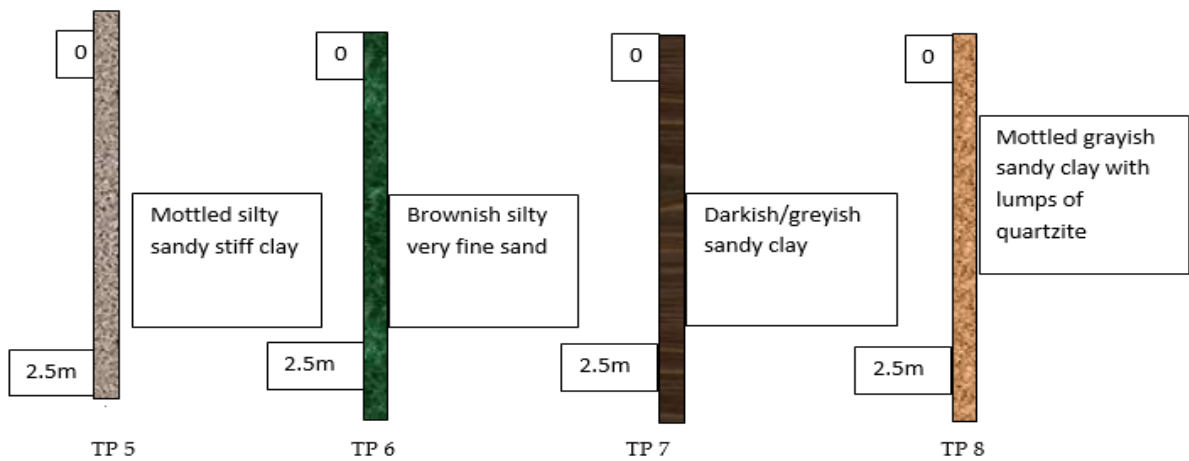 0
Mottled silty
sandy stiff clay
2.5m
TP 5
0
Brownish silty
very fine sand
2.5m
TP 6
0
Darkish/greyish
sandy clay
2.5m
TP 7
0
Mottled grayish
sandy clay with
lumps of
quartzite
2.5m
TP 8